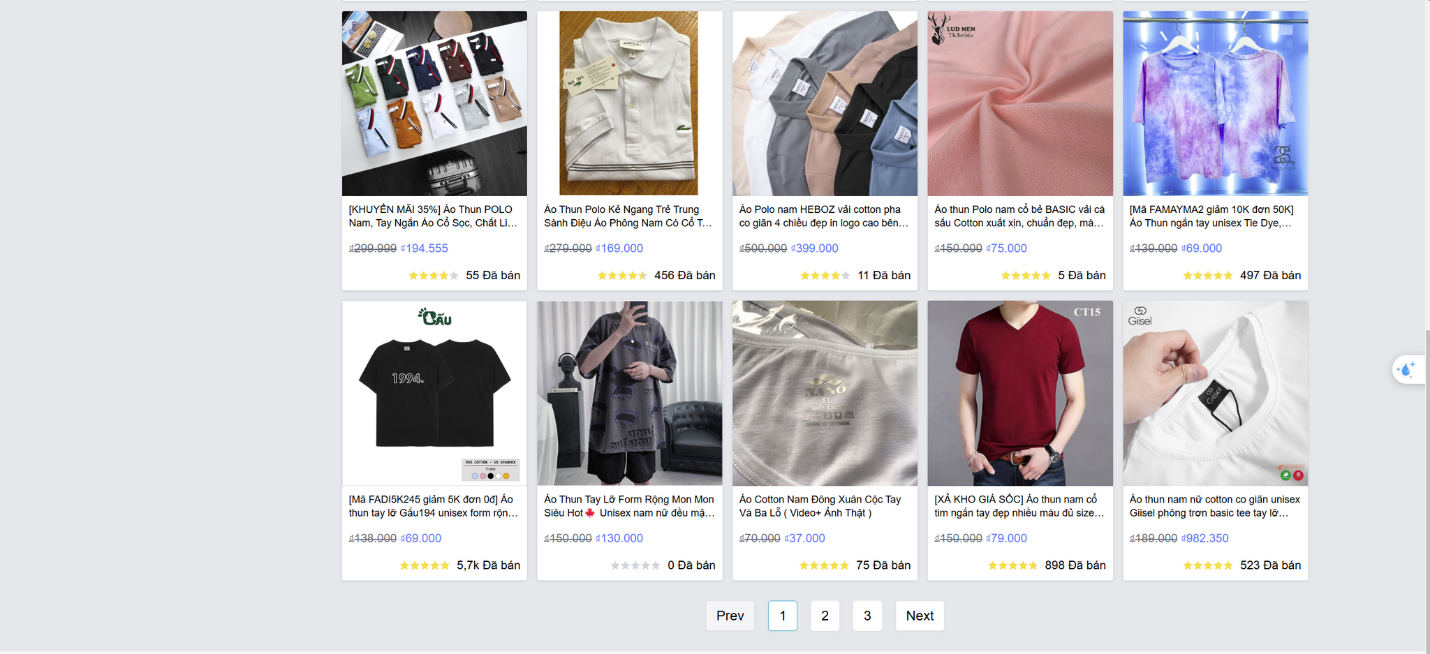 LUD MEN
[KHUYẾN MÃI 35%] Áo Thun POLO
Nam, Tay Ngắn Áo Cổ Sọc, Chất Li...
₫299.999 ₫194.555
55 Đã bán
Áo Thun Polo Kẻ Ngang Trẻ Trung
Sành Điệu Áo Phông Nam Có Cổ T...
₫279.000 ₫169.000
456 Đã bán
Áo Polo nam HEBOZ vải cotton pha
co giãn 4 chiều đẹp in logo cao bên...
₫500.000 ₫399.000
11 Đã bán
Áo thun Polo nam cổ bẻ BASIC vải cá
sấu Cotton xuất xịn, chuẩn đẹp, mà...
₫150.000 ₫75.000
5 Đã bán
[Mã FAMAYMA2 giảm 10K đơn 50K]
Áo Thun ngắn tay unisex Tie Dye,...
₫139.000 ₫69.000
497 Đã bán
GẤU
1994.
Color
[Mã FADI5K245 giảm 5K đơn 0đ] Áo
thun tay lỡ Gấu194 unisex form rộn...
₫138.000 ₫69.000
5,7k Đã bán
Áo Thun Tay Lỡ Form Rộng Mon Mon
Siêu Hot🍁 Unisex nam nữ đều mặ...
₫150.000 ₫130.000
0 Đã bán
NANO
XL
Áo Cotton Nam Đông Xuân Cộc Tay
Và Ba Lỗ ( Video+ Ảnh Thật )
₫70.000 ₫37.000
75 Đã bán
CT15
[XẢ KHO GIÁ SỐC] Áo thun nam cổ
tim ngắn tay đẹp nhiều màu đủ size...
₫150.000 ₫79.000
898 Đã bán
Giisel
Giisel
Áo thun nam nữ cotton co giãn unisex
Giisel phông trơn basic tee tay lỡ...
₫189.000 ₫982.350
523 Đã bán
Prev 1 2 3 Next